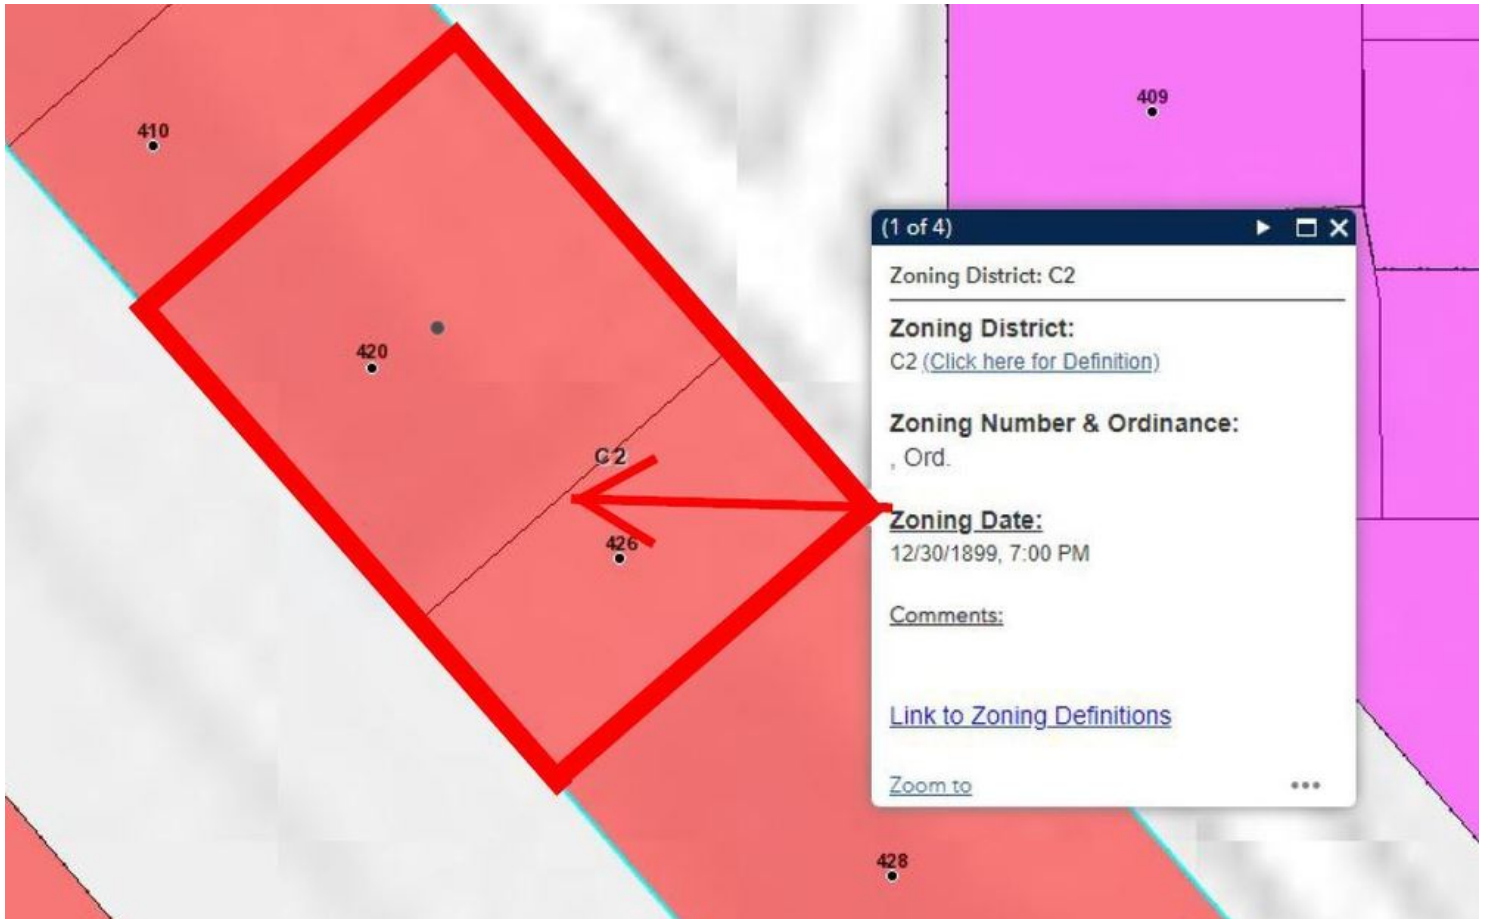 410
409
(1 of 4)
Zoning District: C2
Zoning District:
C2 (Click here for Definition)
420
Zoning Number & Ordinance:
, Ord.
C 2
Zoning Date:
426
12/30/1899, 7:00 PM
Comments:
Link to Zoning Definitions
Zoom to
428